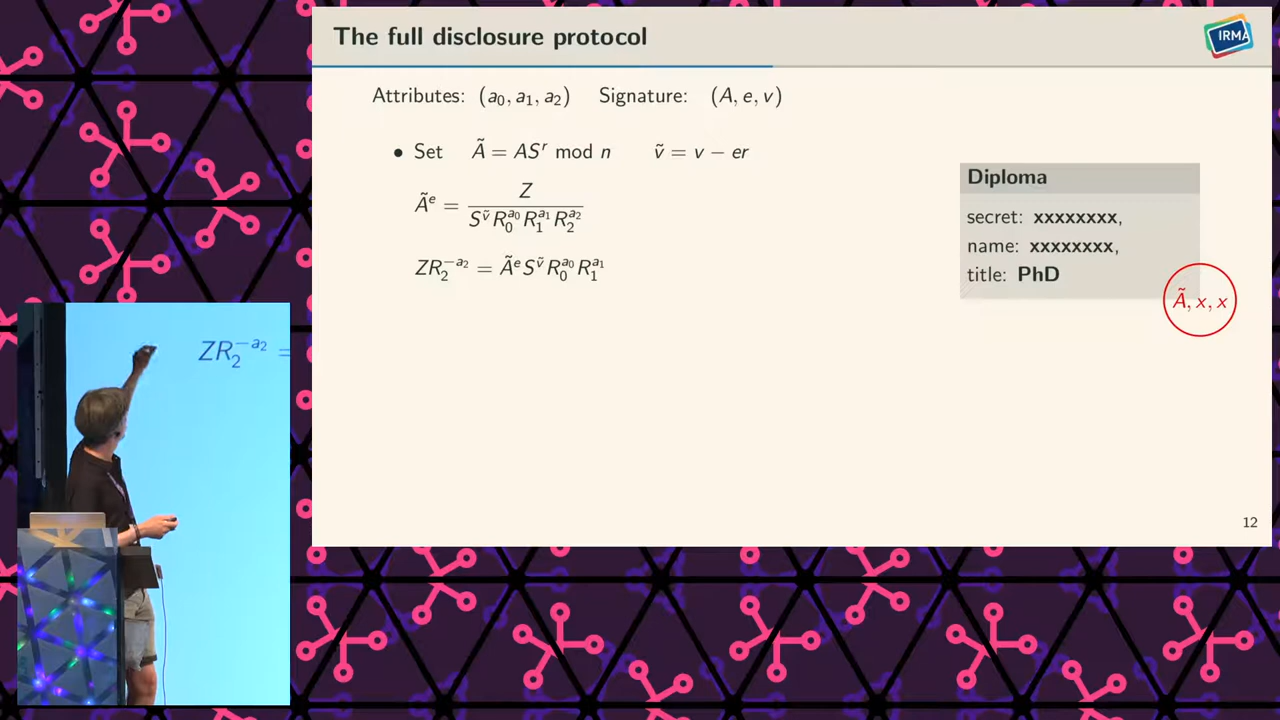 The full disclosure protocol
IRMA
Attributes: (a₀, a₁, a₂) Signature: (A, e, v)
• Set Ã = ASʳ mod n ṽ = v − er
Ãᵉ = Z / (S^ṽ R₀^a₀ R₁^a₁ R₂^a₂)
ZR₂^−a₂ = Ãᵉ S^ṽ R₀^a₀ R₁^a₁
Diploma
secret: xxxxxxxx,
name: xxxxxxxx,
title: PhD
Ã, x, x
ZR₂^−a₂ =
12